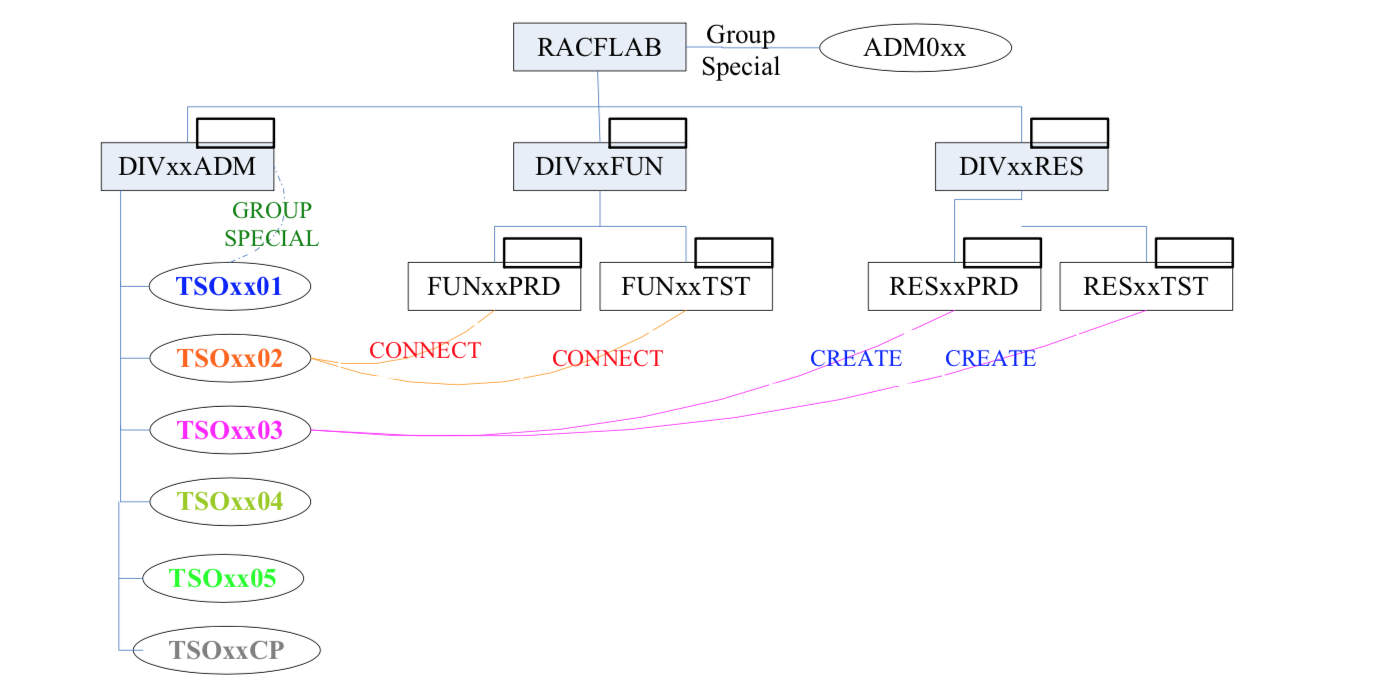 RACFLAB
Group
Special
ADM0xx
DIVxxADM
DIVxxFUN
DIVxxRES
GROUP
SPECIAL
TSOxx01
FUNxxPRD
FUNxxTST
RESxxPRD
RESxxTST
TSOxx02
CONNECT
CONNECT
CREATE
CREATE
TSOxx03
TSOxx04
TSOxx05
TSOxxCP